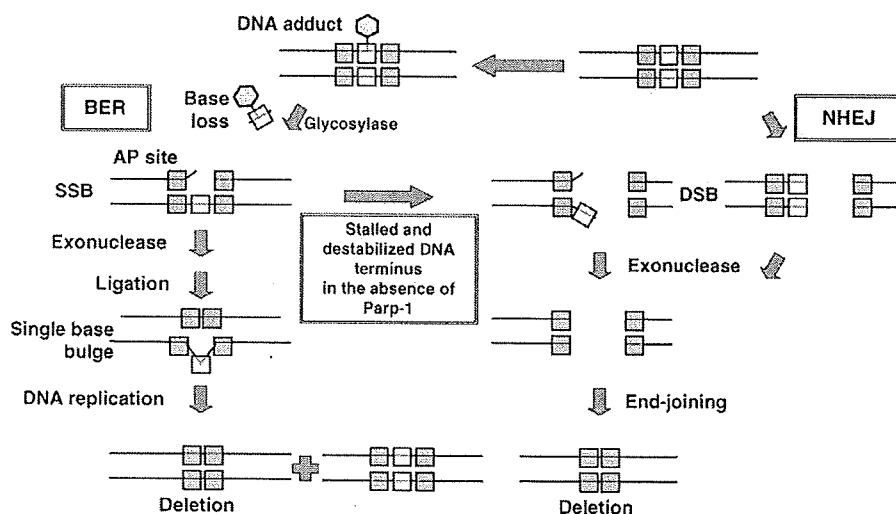 DNA adduct
BER
Base
loss
Glycosylase
NHEJ
AP site
SSB
DSB
Stalled and
destabilized DNA
terminus
in the absence of
Parp-1
Exonuclease
Exonuclease
Ligation
Single base
bulge
DNA replication
End-joining
Deletion
Deletion